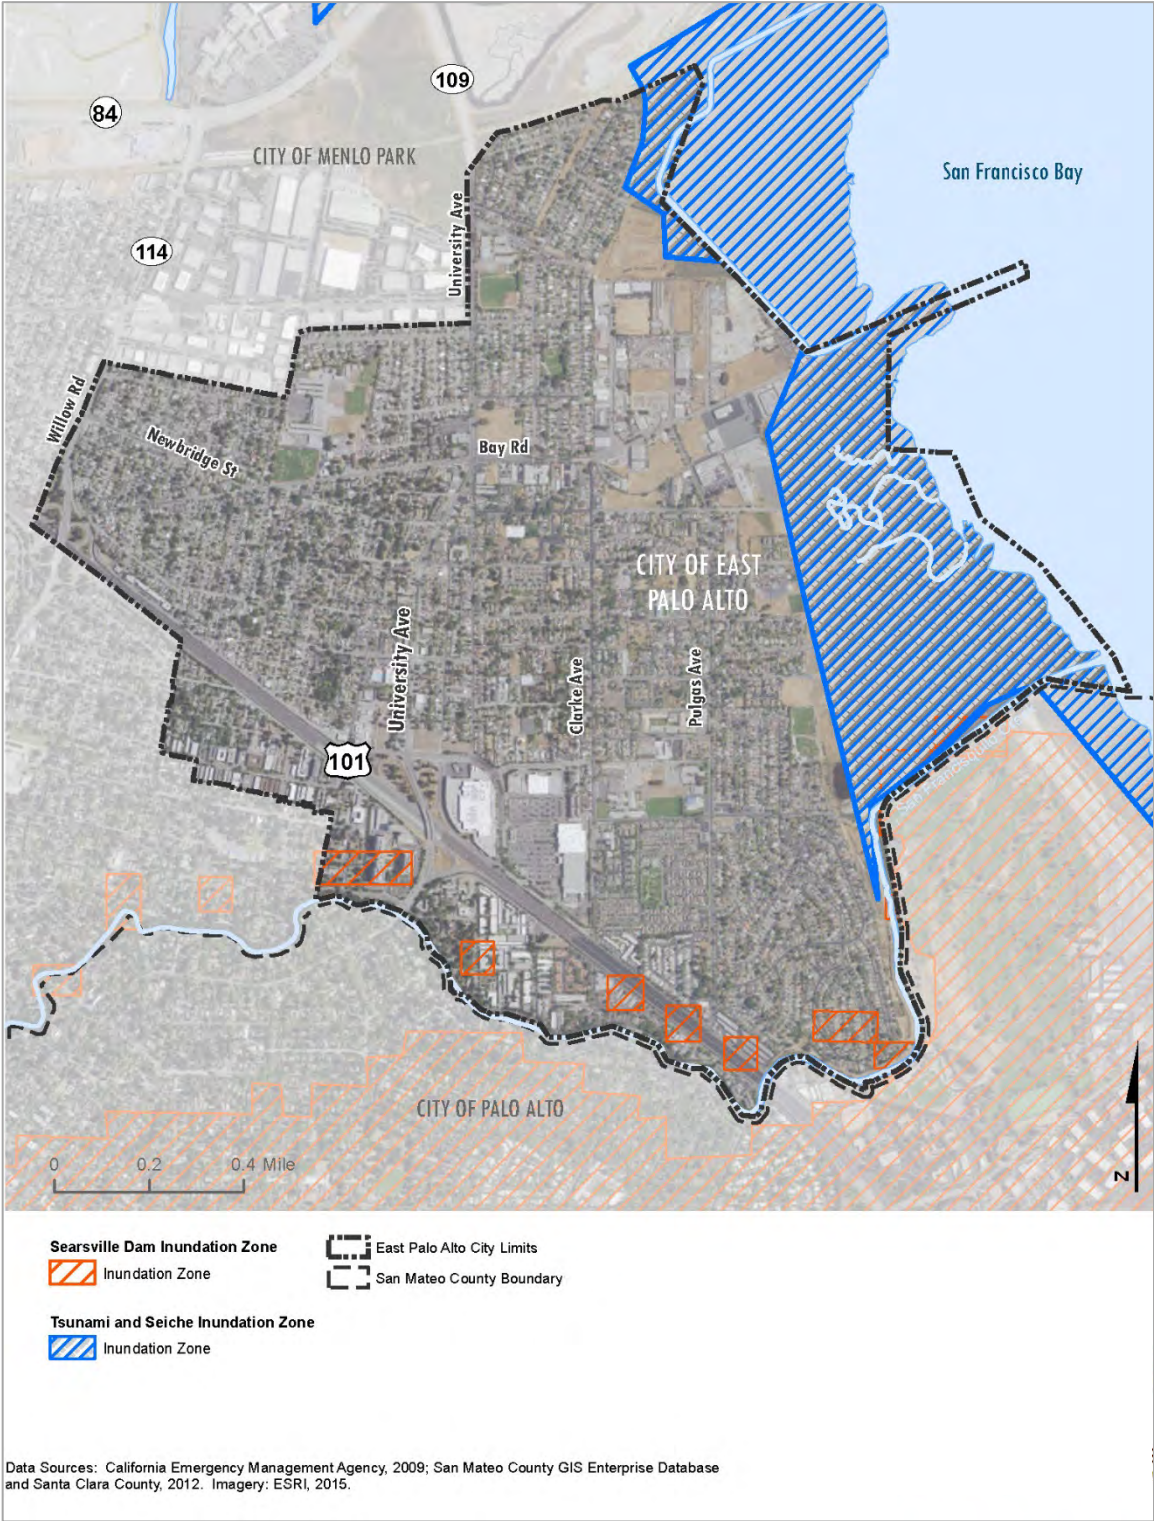 109
84
CITY OF MENLO PARK
San Francisco Bay
114
University Ave
Willow Rd
Newbridge St
Bay Rd
CITY OF EAST
PALO ALTO
University Ave
Clarke Ave
Pulgas Ave
101
CITY OF PALO ALTO
0 0.2 0.4 Mile
N
Searsville Dam Inundation Zone
Inundation Zone
East Palo Alto City Limits
San Mateo County Boundary
Tsunami and Seiche Inundation Zone
Inundation Zone
Data Sources: California Emergency Management Agency, 2009; San Mateo County GIS Enterprise Database
and Santa Clara County, 2012. Imagery: ESRI, 2015.